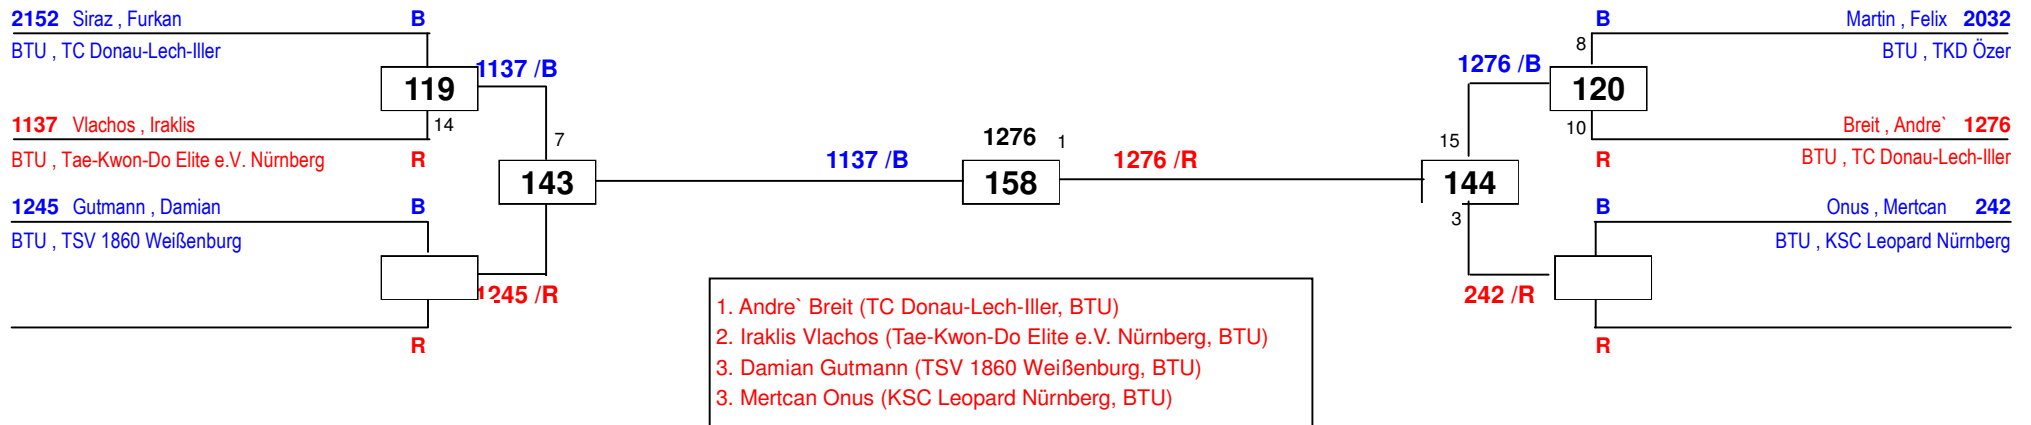 2152 Siraz , Furkan B
BTU , TC Donau-Lech-Iller
119
1137 /B
1137 Vlachos , Iraklis
14
BTU , Tae-Kwon-Do Elite e.V. Nürnberg R
7
143
1245 Gutmann , Damian B
BTU , TSV 1860 Weißenburg
1245 /R
R
1137 /B
1276 1
158
1276 /R
B Martin , Felix 2032
8
BTU , TKD Özer
1276 /B
120
10
Breit , Andre` 1276
R BTU , TC Donau-Lech-Iller
15
144
3
B Onus , Mertcan 242
BTU , KSC Leopard Nürnberg
242 /R
R
1. Andre` Breit (TC Donau-Lech-Iller, BTU)
2. Iraklis Vlachos (Tae-Kwon-Do Elite e.V. Nürnberg, BTU)
3. Damian Gutmann (TSV 1860 Weißenburg, BTU)
3. Mertcan Onus (KSC Leopard Nürnberg, BTU)